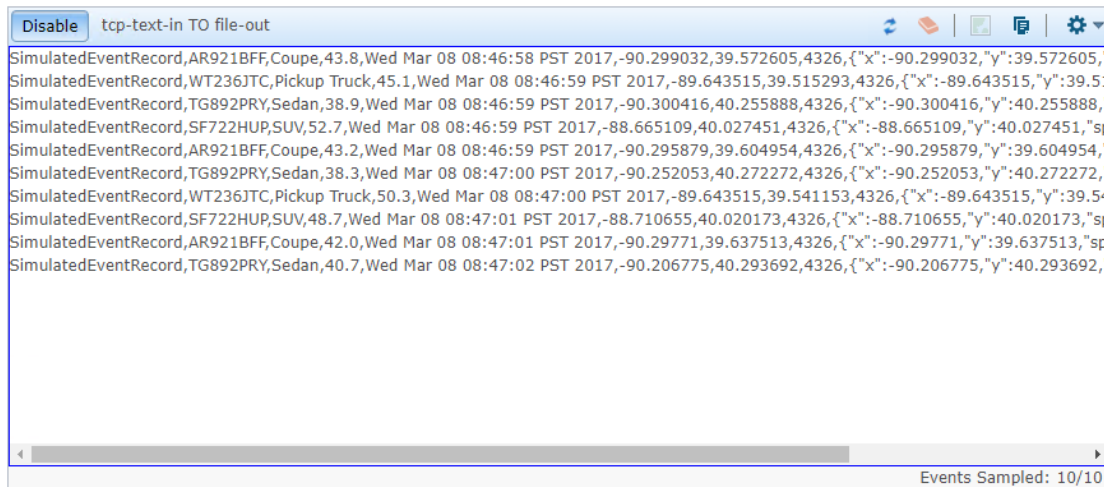 Disable tcp-text-in TO file-out
SimulatedEventRecord,AR921BFF,Coupe,43.8,Wed Mar 08 08:46:58 PST 2017,-90.299032,39.572605,4326,{"x":-90.299032,"y":39.572605,"
SimulatedEventRecord,WT236JTC,Pickup Truck,45.1,Wed Mar 08 08:46:59 PST 2017,-89.643515,39.515293,4326,{"x":-89.643515,"y":39.51
SimulatedEventRecord,TG892PRY,Sedan,38.9,Wed Mar 08 08:46:59 PST 2017,-90.300416,40.255888,4326,{"x":-90.300416,"y":40.255888,
SimulatedEventRecord,SF722HUP,SUV,52.7,Wed Mar 08 08:46:59 PST 2017,-88.665109,40.027451,4326,{"x":-88.665109,"y":40.027451,"sp
SimulatedEventRecord,AR921BFF,Coupe,43.2,Wed Mar 08 08:46:59 PST 2017,-90.295879,39.604954,4326,{"x":-90.295879,"y":39.604954,"
SimulatedEventRecord,TG892PRY,Sedan,38.3,Wed Mar 08 08:47:00 PST 2017,-90.252053,40.272272,4326,{"x":-90.252053,"y":40.272272,
SimulatedEventRecord,WT236JTC,Pickup Truck,50.3,Wed Mar 08 08:47:00 PST 2017,-89.643515,39.541153,4326,{"x":-89.643515,"y":39.54
SimulatedEventRecord,SF722HUP,SUV,48.7,Wed Mar 08 08:47:01 PST 2017,-88.710655,40.020173,4326,{"x":-88.710655,"y":40.020173,"sp
SimulatedEventRecord,AR921BFF,Coupe,42.0,Wed Mar 08 08:47:01 PST 2017,-90.29771,39.637513,4326,{"x":-90.29771,"y":39.637513,"sp
SimulatedEventRecord,TG892PRY,Sedan,40.7,Wed Mar 08 08:47:02 PST 2017,-90.206775,40.293692,4326,{"x":-90.206775,"y":40.293692,
Events Sampled: 10/10